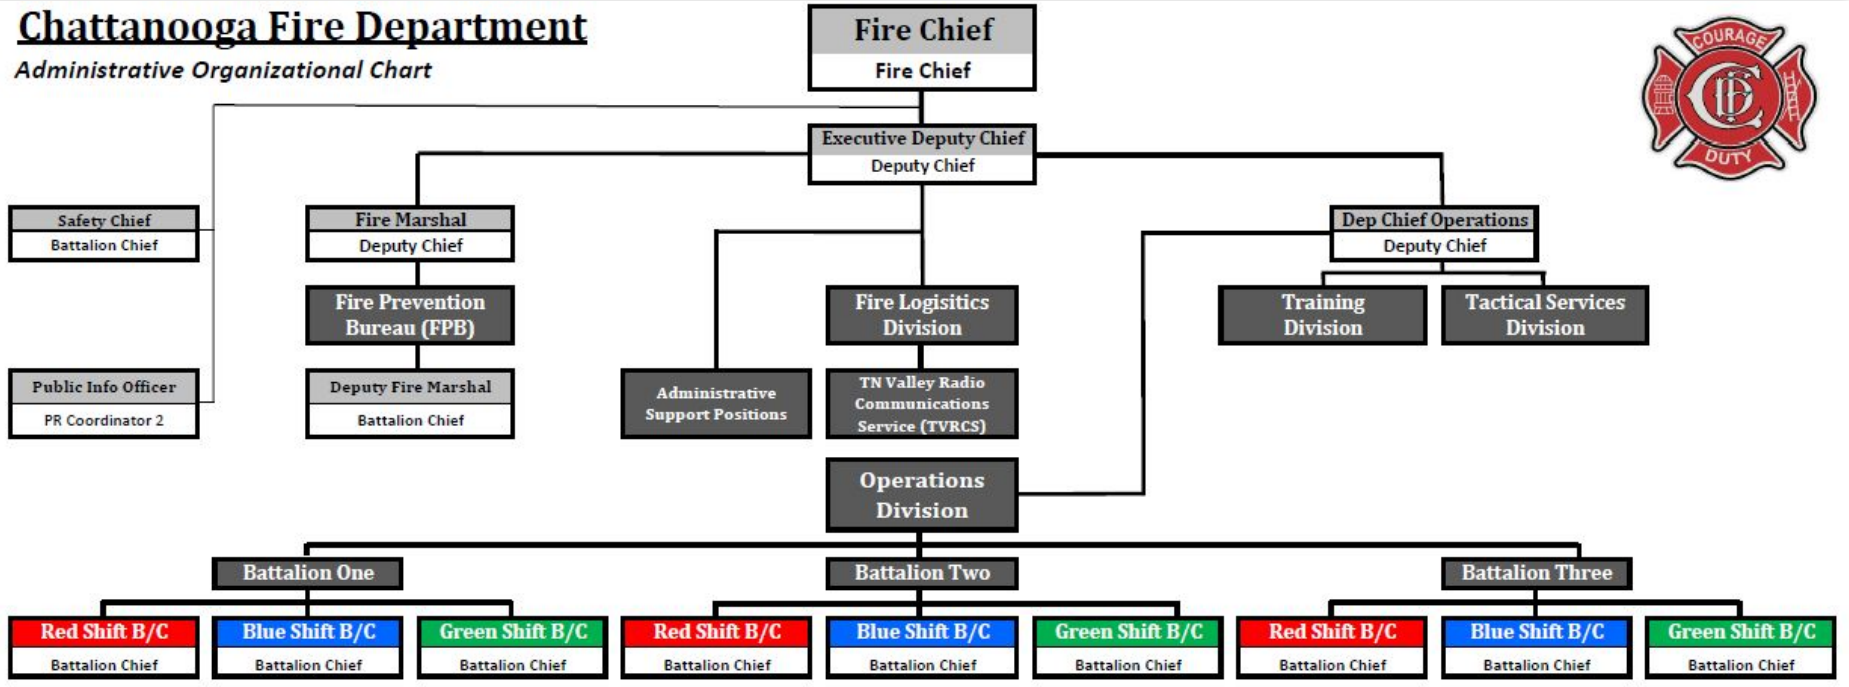 Chattanooga Fire Department
Administrative Organizational Chart
Fire Chief
Fire Chief
COURAGE
CFD
DUTY
Executive Deputy Chief
Deputy Chief
Safety Chief
Battalion Chief
Fire Marshal
Deputy Chief
Dep Chief Operations
Deputy Chief
Fire Prevention
Bureau (FPB)
Fire Logisitics
Division
Training
Division
Tactical Services
Division
Public Info Officer
PR Coordinator 2
Deputy Fire Marshal
Battalion Chief
Administrative
Support Positions
TN Valley Radio
Communications
Service (TVRCS)
Operations
Division
Battalion One
Battalion Two
Battalion Three
Red Shift B/C
Battalion Chief
Blue Shift B/C
Battalion Chief
Green Shift B/C
Battalion Chief
Red Shift B/C
Battalion Chief
Blue Shift B/C
Battalion Chief
Green Shift B/C
Battalion Chief
Red Shift B/C
Battalion Chief
Blue Shift B/C
Battalion Chief
Green Shift B/C
Battalion Chief